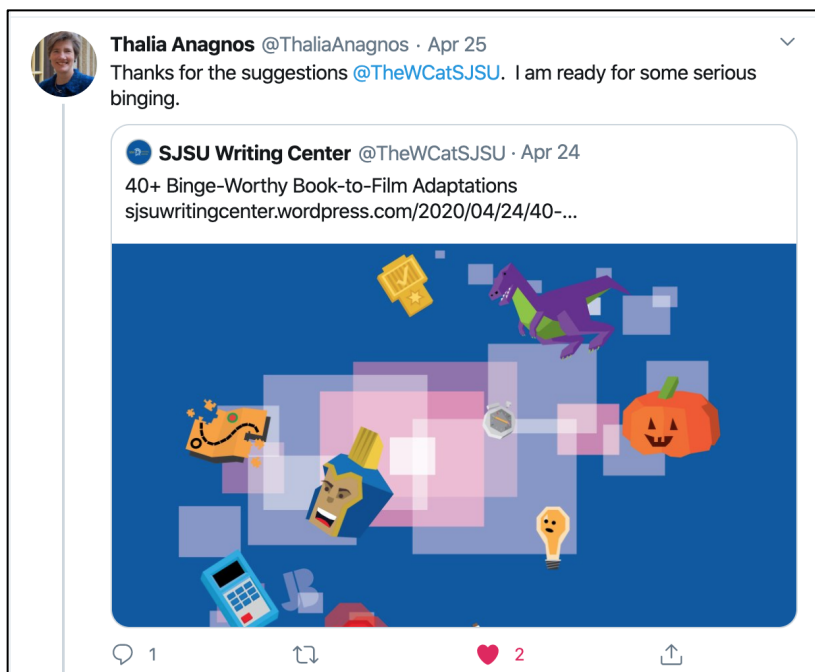 Thalia Anagnos @ThaliaAnagnos · Apr 25
Thanks for the suggestions @TheWCatSJSU. I am ready for some serious
binging.
SJSU Writing Center @TheWCatSJSU · Apr 24
40+ Binge-Worthy Book-to-Film Adaptations
sjsuwritingcenter.wordpress.com/2020/04/24/40-...
JB
1
2